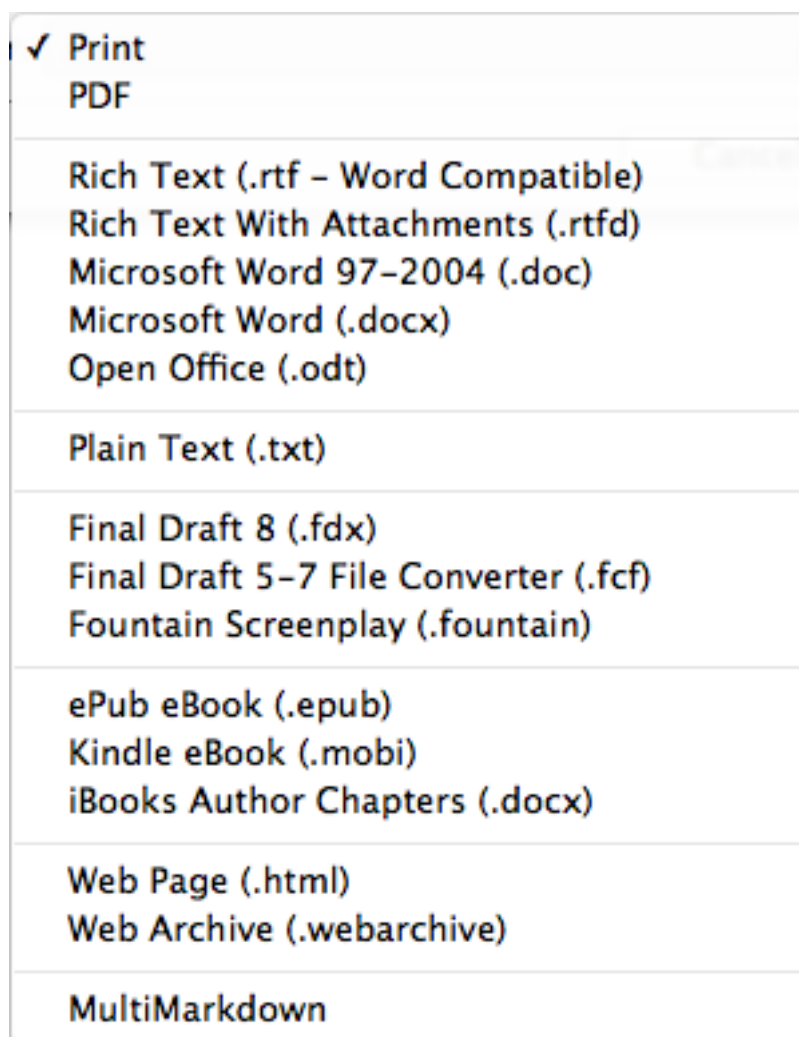 ✓ Print
PDF
Cancel
Rich Text (.rtf – Word Compatible)
Rich Text With Attachments (.rtfd)
Microsoft Word 97–2004 (.doc)
Microsoft Word (.docx)
Open Office (.odt)
Plain Text (.txt)
Final Draft 8 (.fdx)
Final Draft 5–7 File Converter (.fcf)
Fountain Screenplay (.fountain)
ePub eBook (.epub)
Kindle eBook (.mobi)
iBooks Author Chapters (.docx)
Web Page (.html)
Web Archive (.webarchive)
MultiMarkdown